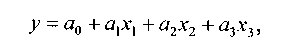 y = a₀ + a₁x₁ + a₂x₂ + a₃x₃,